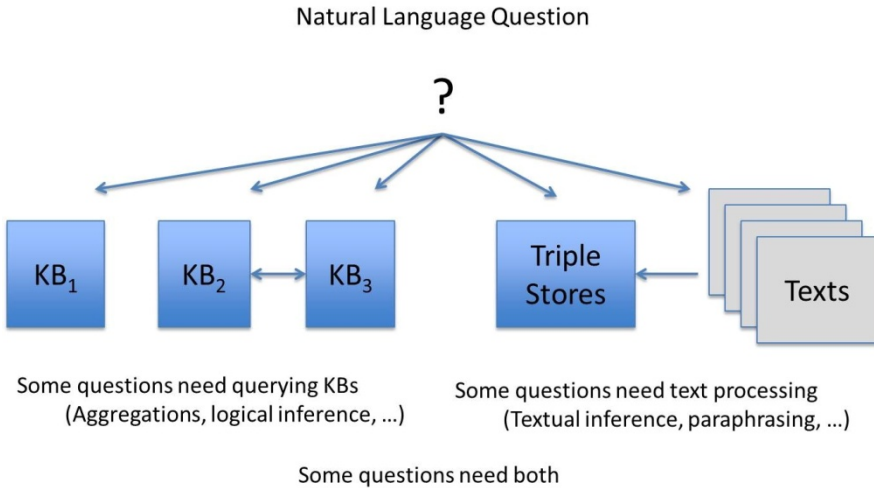 Natural Language Question
?
KB₁
KB₂
KB₃
Triple
Stores
Texts
Some questions need querying KBs
(Aggregations, logical inference, ...)
Some questions need text processing
(Textual inference, paraphrasing, ...)
Some questions need both